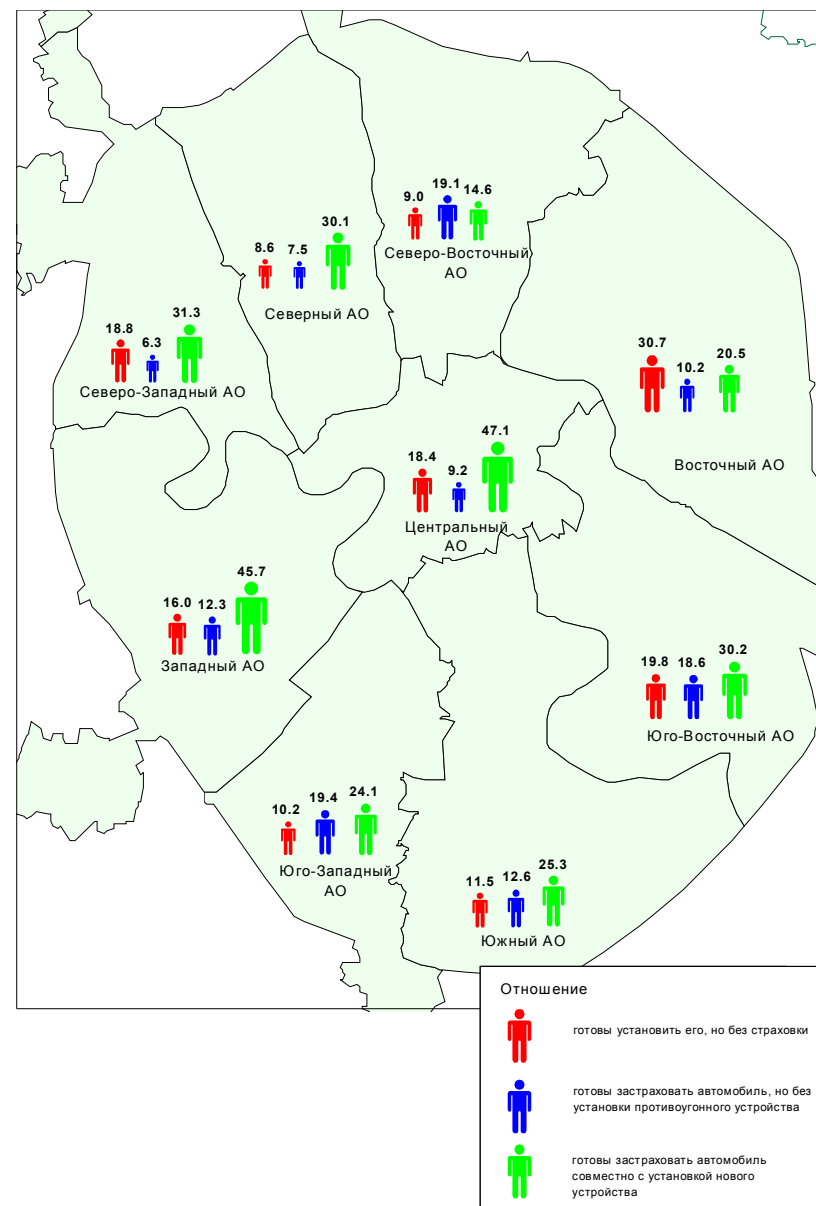 19.1
9.0
14.6
Северо-Восточный
АО
30.1
8.6
7.5
Северный АО
31.3
18.8
6.3
Северо-Западный АО
30.7
10.2
20.5
Восточный АО
47.1
18.4
9.2
Центральный
АО
45.7
16.0
12.3
Западный АО
30.2
19.8
18.6
Юго-Восточный АО
24.1
19.4
10.2
Юго-Западный
АО
25.3
12.6
11.5
Южный АО
Отношение
готовы установить его, но без страховки
готовы застраховать автомобиль, но без
установки противоугонного устройства
готовы застраховать автомобиль
совместно с установкой нового
устройства